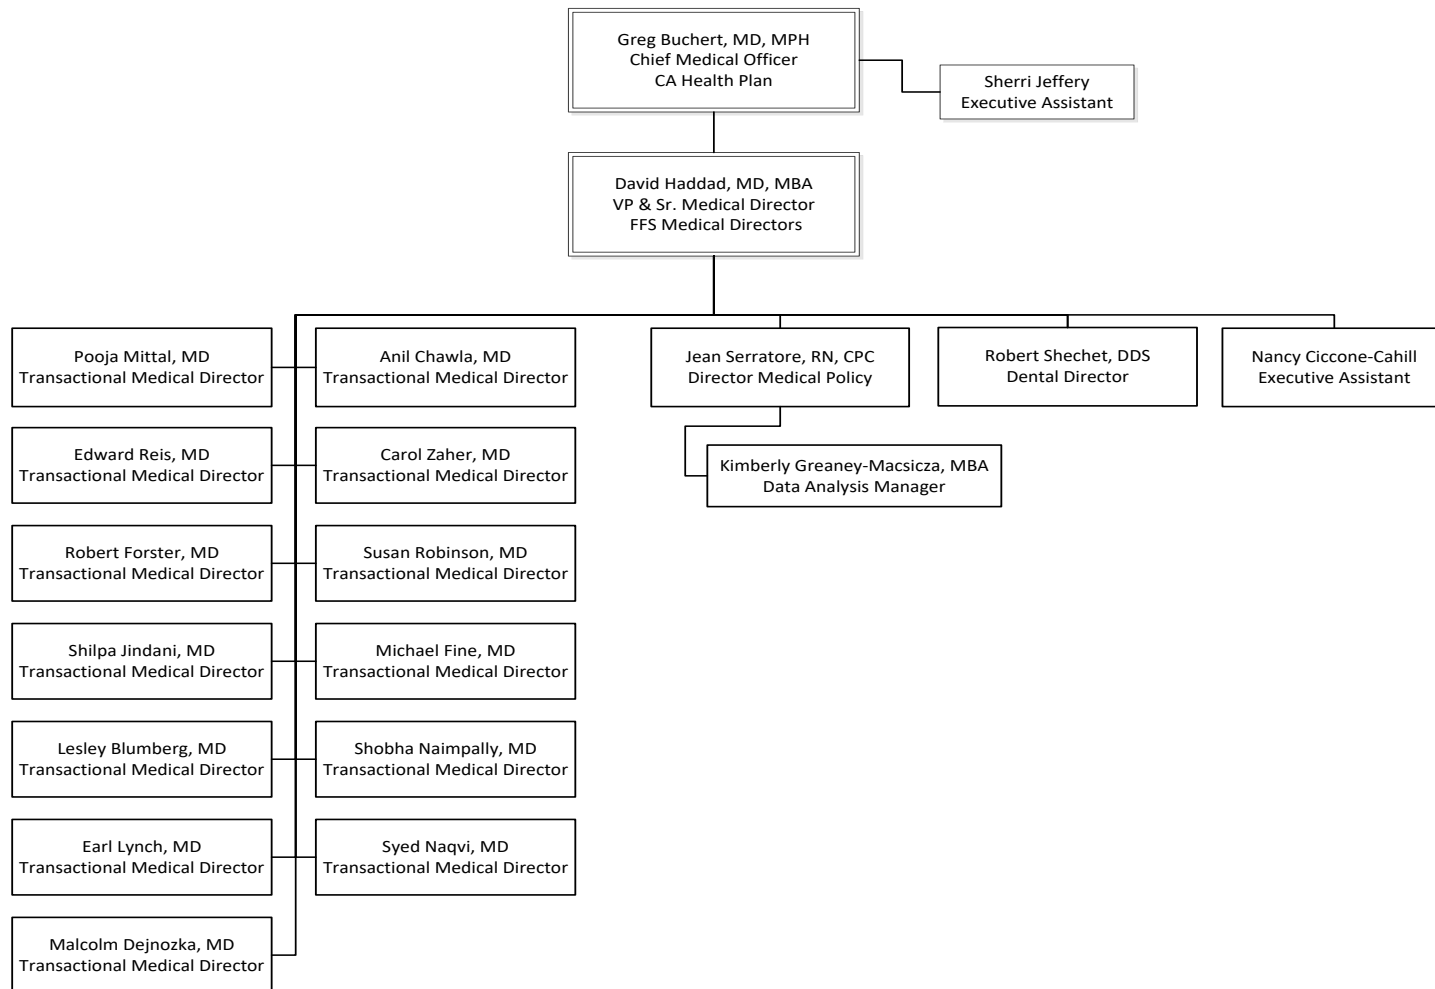 Greg Buchert, MD, MPH
Chief Medical Officer
CA Health Plan
Sherri Jeffery
Executive Assistant
David Haddad, MD, MBA
VP & Sr. Medical Director
FFS Medical Directors
Pooja Mittal, MD
Transactional Medical Director
Anil Chawla, MD
Transactional Medical Director
Jean Serratore, RN, CPC
Director Medical Policy
Robert Shechet, DDS
Dental Director
Nancy Ciccone-Cahill
Executive Assistant
Edward Reis, MD
Transactional Medical Director
Carol Zaher, MD
Transactional Medical Director
Kimberly Greaney-Macsicza, MBA
Data Analysis Manager
Robert Forster, MD
Transactional Medical Director
Susan Robinson, MD
Transactional Medical Director
Shilpa Jindani, MD
Transactional Medical Director
Michael Fine, MD
Transactional Medical Director
Lesley Blumberg, MD
Transactional Medical Director
Shobha Naimpally, MD
Transactional Medical Director
Earl Lynch, MD
Transactional Medical Director
Syed Naqvi, MD
Transactional Medical Director
Malcolm Dejnozka, MD
Transactional Medical Director